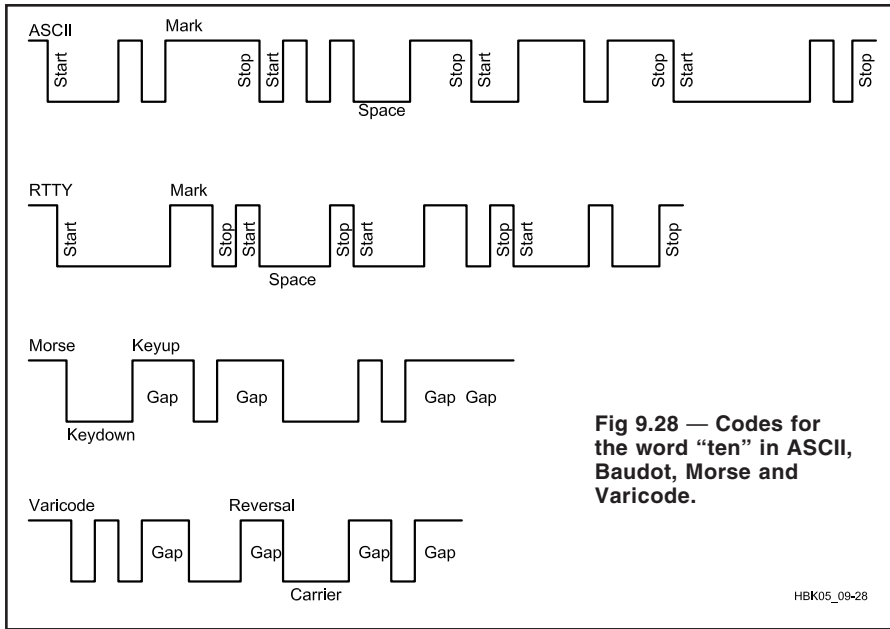 ASCII Mark
Start Stop Start Stop Start Stop Start Stop
Space
RTTY Mark
Start Stop Start Stop Start Stop Start Stop
Space
Morse Keyup
Gap Gap Gap Gap
Keydown
Fig 9.28 — Codes for
the word “ten” in ASCII,
Baudot, Morse and
Varicode.
Varicode Reversal
Gap Gap Gap Gap
Carrier
HBK05_09-28